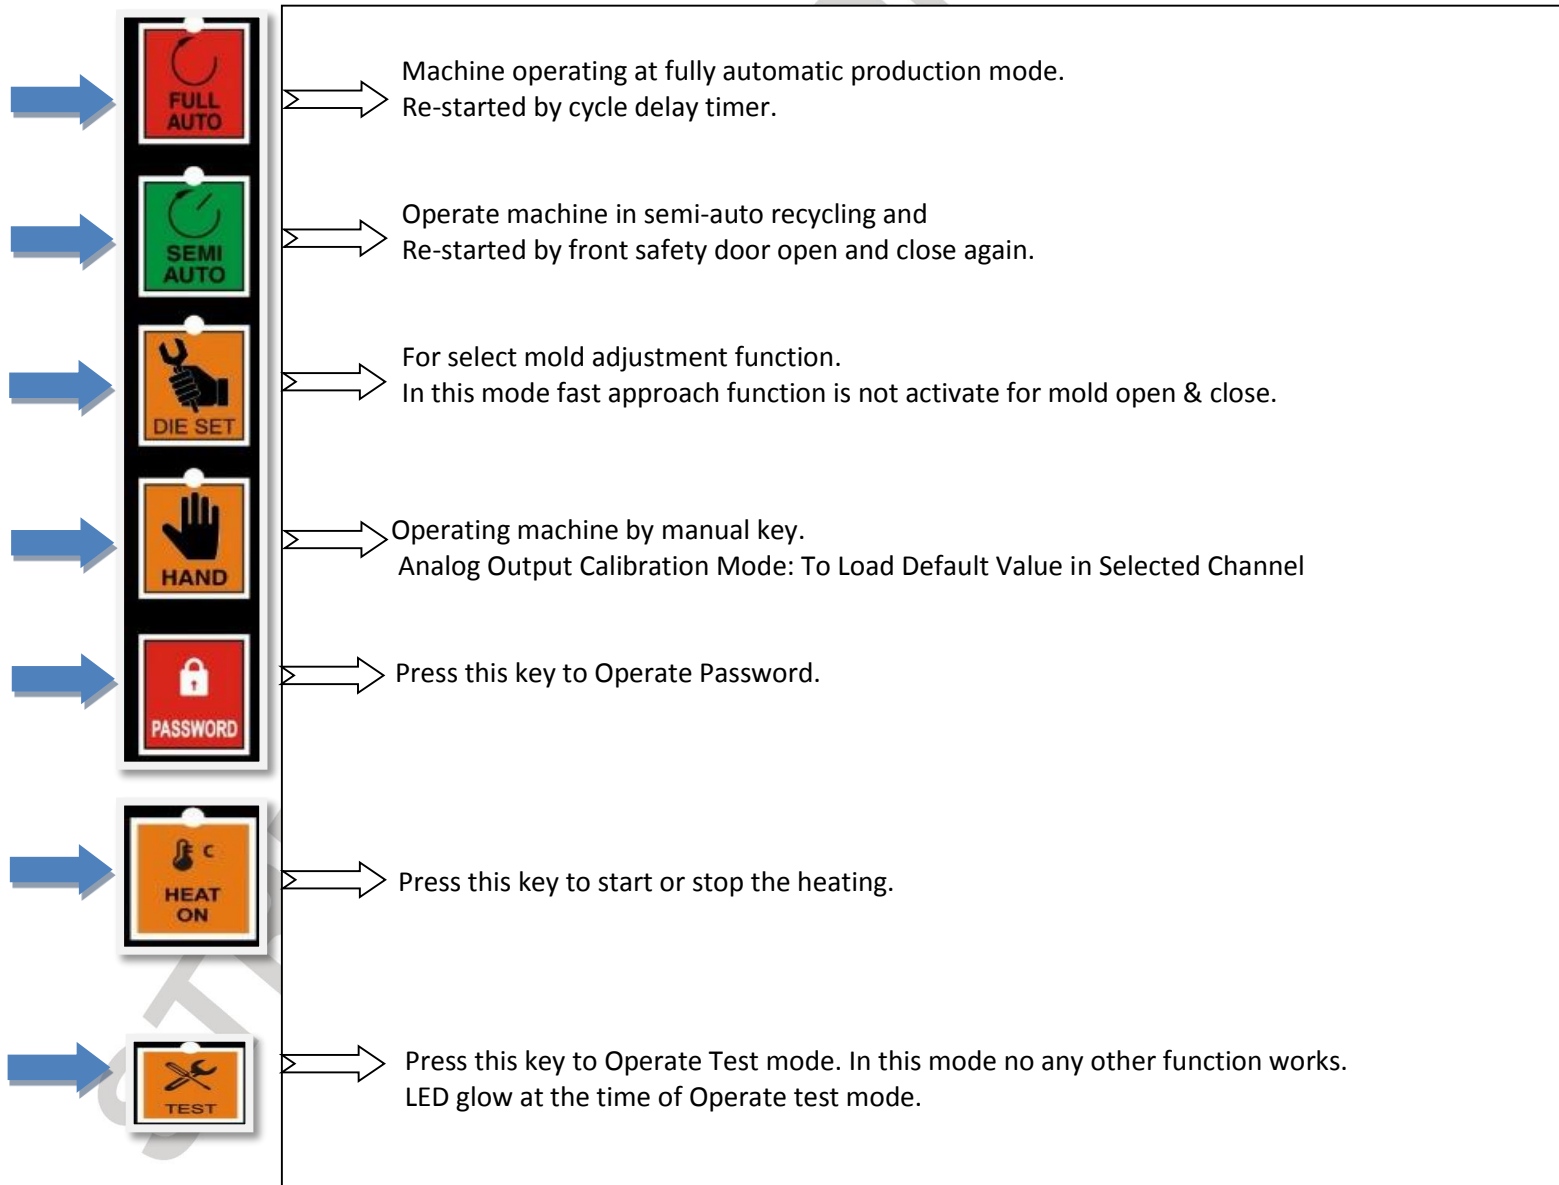 FULL
AUTO
Machine operating at fully automatic production mode.
Re-started by cycle delay timer.
SEMI
AUTO
Operate machine in semi-auto recycling and
Re-started by front safety door open and close again.
DIE SET
For select mold adjustment function.
In this mode fast approach function is not activate for mold open & close.
HAND
Operating machine by manual key.
Analog Output Calibration Mode: To Load Default Value in Selected Channel
PASSWORD
Press this key to Operate Password.
C
HEAT
ON
Press this key to start or stop the heating.
TEST
Press this key to Operate Test mode. In this mode no any other function works.
LED glow at the time of Operate test mode.